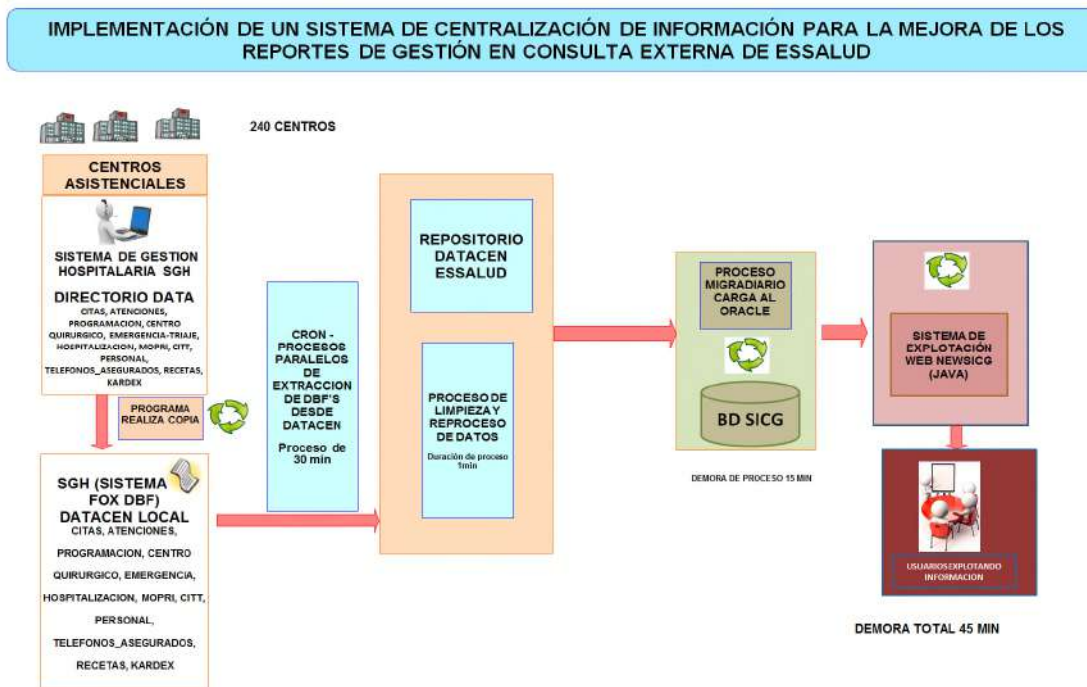 IMPLEMENTACIÓN DE UN SISTEMA DE CENTRALIZACIÓN DE INFORMACIÓN PARA LA MEJORA DE LOS
REPORTES DE GESTIÓN EN CONSULTA EXTERNA DE ESSALUD
240 CENTROS
CENTROS
ASISTENCIALES
SISTEMA DE GESTION
HOSPITALARIA SGH
DIRECTORIO DATA
CITAS, ATENCIONES,
PROGRAMACION, CENTRO
QUIRURGICO, EMERGENCIA-TRIAJE,
HOSPITALIZACION, MOPRI, CITT,
PERSONAL,
TELEFONOS_ASEGURADOS, RECETAS,
KARDEX
PROGRAMA
REALIZA COPIA
SGH (SISTEMA
FOX DBF)
DATACEN LOCAL
CITAS, ATENCIONES,
PROGRAMACION, CENTRO
QUIRURGICO, EMERGENCIA,
HOSPITALIZACION, MOPRI, CITT,
PERSONAL,
TELEFONOS_ASEGURADOS,
RECETAS, KARDEX
CRON -
PROCESOS
PARALELOS
DE
EXTRACCION
DE DBF'S
DESDE
DATACEN
Proceso de
30 min
REPOSITORIO
DATACEN
ESSALUD
PROCESO DE
LIMPIEZA Y
REPROCESO DE
DATOS
Duración de proceso
1min
PROCESO
MIGRADIARIO
CARGA AL
ORACLE
BD SICG
DEMORA DE PROCESO 15 MIN
SISTEMA DE
EXPLOTACIÓN
WEB NEWSICG
(JAVA)
USUARIOS EXPLOTANDO
INFORMACION
DEMORA TOTAL 45 MIN